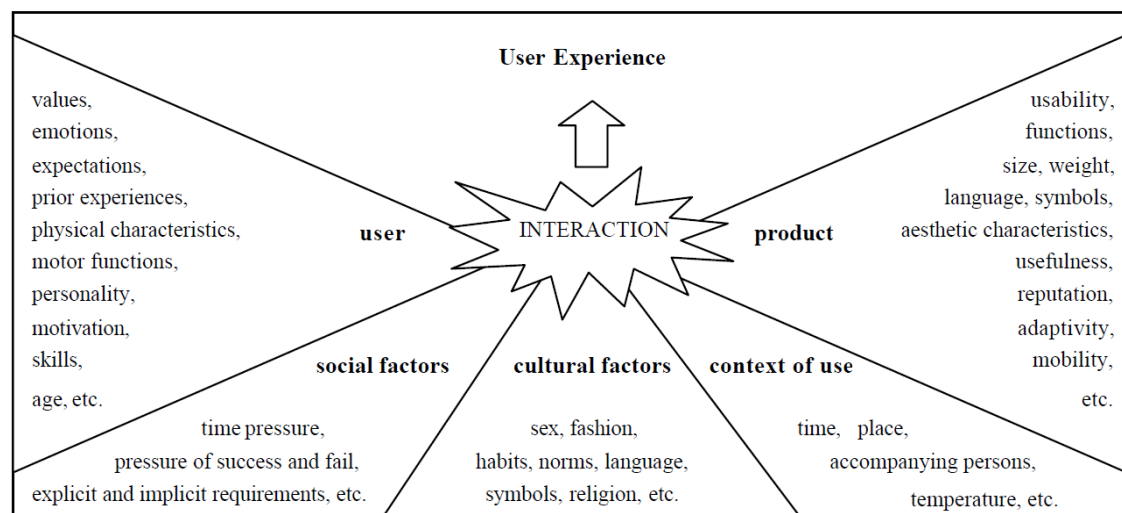 User Experience
values,
emotions,
expectations,
prior experiences,
physical characteristics,
motor functions,
personality,
motivation,
skills,
age, etc.
user
INTERACTION
product
usability,
functions,
size, weight,
language, symbols,
aesthetic characteristics,
usefulness,
reputation,
adaptivity,
mobility,
etc.
social factors
time pressure,
pressure of success and fail,
explicit and implicit requirements, etc.
cultural factors
sex, fashion,
habits, norms, language,
symbols, religion, etc.
context of use
time, place,
accompanying persons,
temperature, etc.